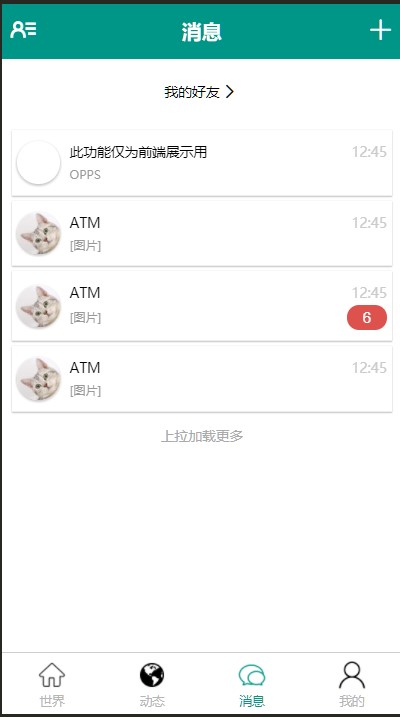 消息
我的好友
此功能仅为前端展示用 12:45
OPPS
ATM 12:45
[图片]
ATM 12:45
[图片] 6
ATM 12:45
[图片]
上拉加载更多
世界 动态 消息 我的